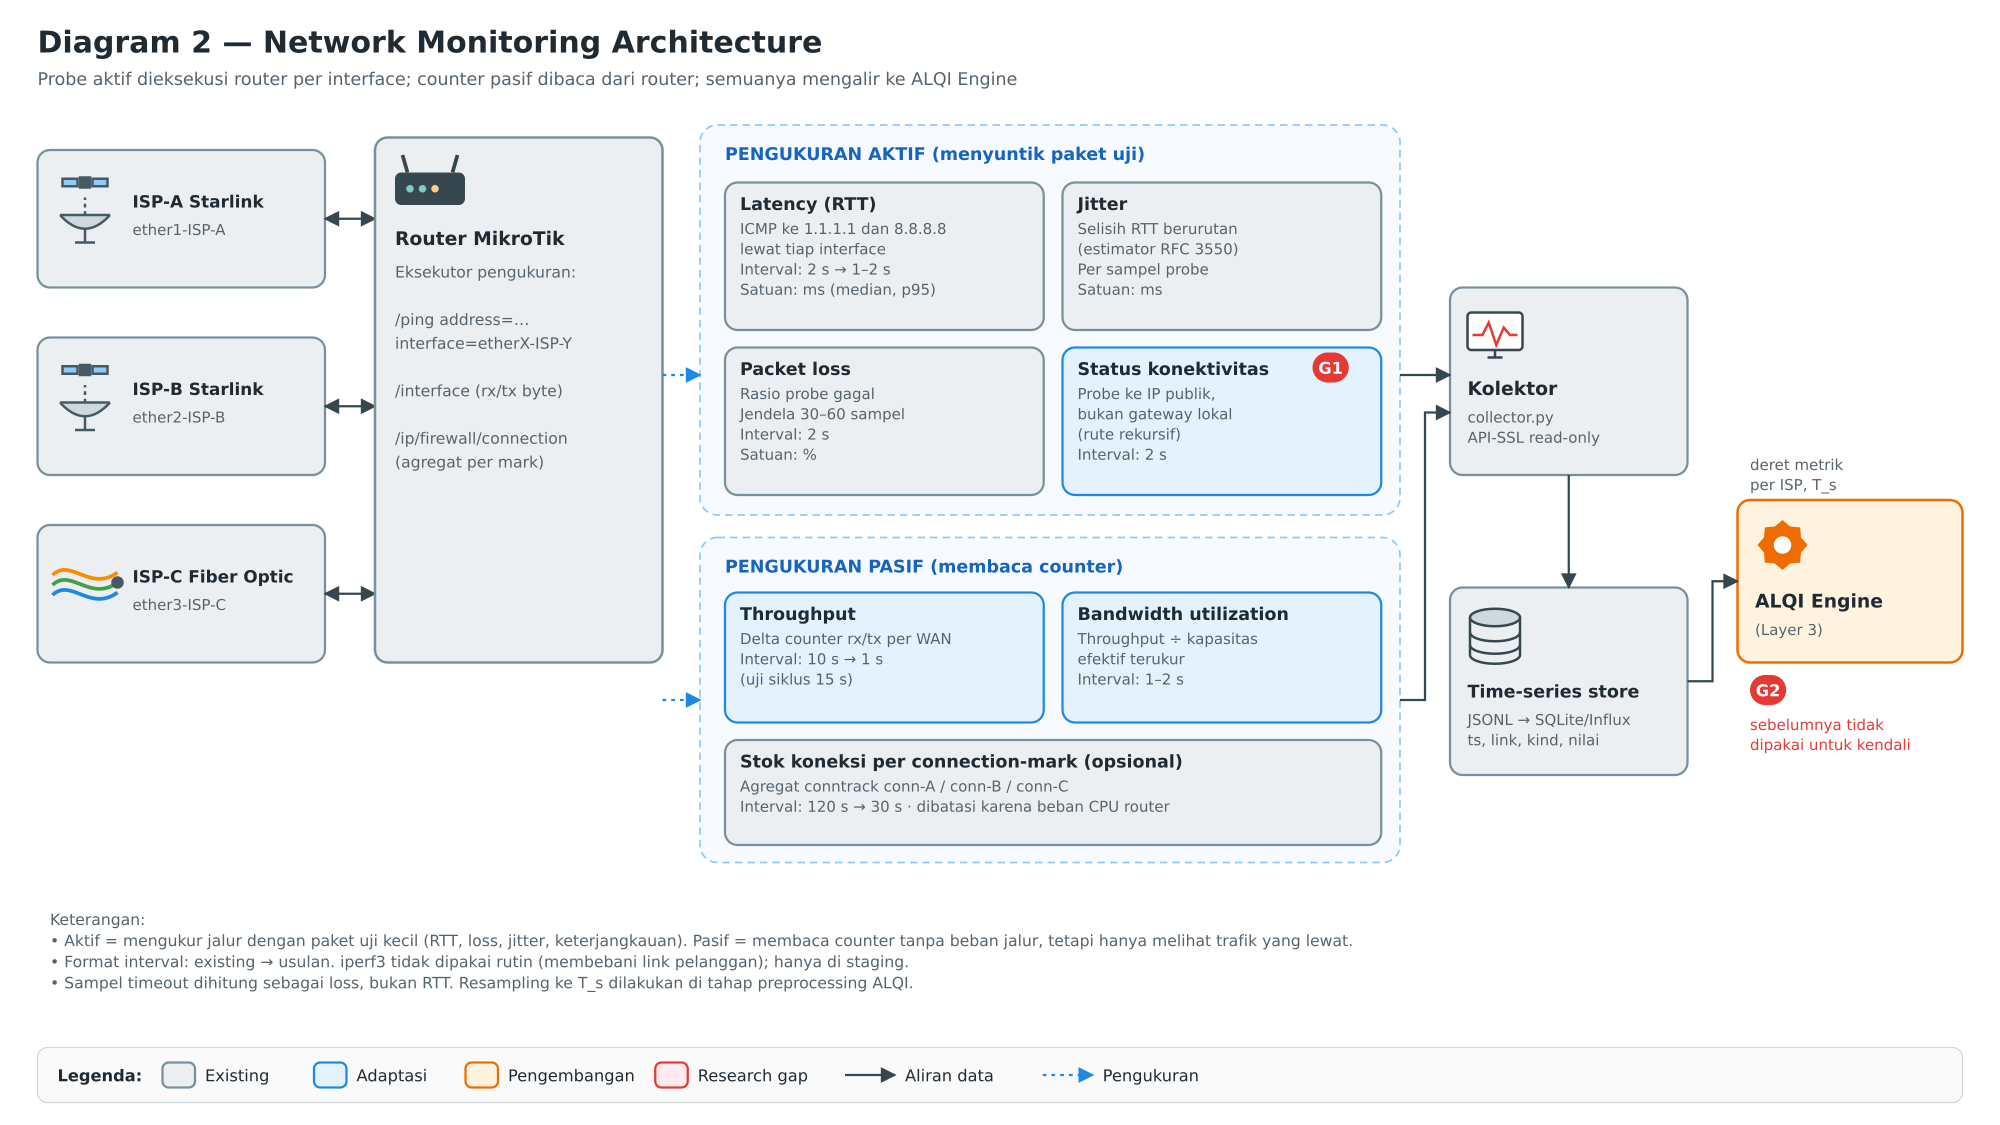 Diagram 2 — Network Monitoring Architecture
Probe aktif dieksekusi router per interface; counter pasif dibaca dari router; semuanya mengalir ke ALQI Engine
ISP-A Starlink
ether1-ISP-A
ISP-B Starlink
ether2-ISP-B
ISP-C Fiber Optic
ether3-ISP-C
Router MikroTik
Eksekutor pengukuran:
/ping address=...
interface=etherX-ISP-Y
/interface (rx/tx byte)
/ip/firewall/connection
(agregat per mark)
PENGUKURAN AKTIF (menyuntik paket uji)
Latency (RTT)
ICMP ke 1.1.1.1 dan 8.8.8.8
lewat tiap interface
Interval: 2 s → 1–2 s
Satuan: ms (median, p95)
Jitter
Selisih RTT berurutan
(estimator RFC 3550)
Per sampel probe
Satuan: ms
Packet loss
Rasio probe gagal
Jendela 30–60 sampel
Interval: 2 s
Satuan: %
Status konektivitas
G1
Probe ke IP publik,
bukan gateway lokal
(rute rekursif)
Interval: 2 s
PENGUKURAN PASIF (membaca counter)
Throughput
Delta counter rx/tx per WAN
Interval: 10 s → 1 s
(uji siklus 15 s)
Bandwidth utilization
Throughput ÷ kapasitas
efektif terukur
Interval: 1–2 s
Stok koneksi per connection-mark (opsional)
Agregat conntrack conn-A / conn-B / conn-C
Interval: 120 s → 30 s · dibatasi karena beban CPU router
Kolektor
collector.py
API-SSL read-only
Time-series store
JSONL → SQLite/Influx
ts, link, kind, nilai
deret metrik
per ISP, T_s
ALQI Engine
(Layer 3)
G2
sebelumnya tidak
dipakai untuk kendali
Keterangan:
• Aktif = mengukur jalur dengan paket uji kecil (RTT, loss, jitter, keterjangkauan). Pasif = membaca counter tanpa beban jalur, tetapi hanya melihat trafik yang lewat.
• Format interval: existing → usulan. iperf3 tidak dipakai rutin (membebani link pelanggan); hanya di staging.
• Sampel timeout dihitung sebagai loss, bukan RTT. Resampling ke T_s dilakukan di tahap preprocessing ALQI.
Legenda:
Existing
Adaptasi
Pengembangan
Research gap
Aliran data
Pengukuran